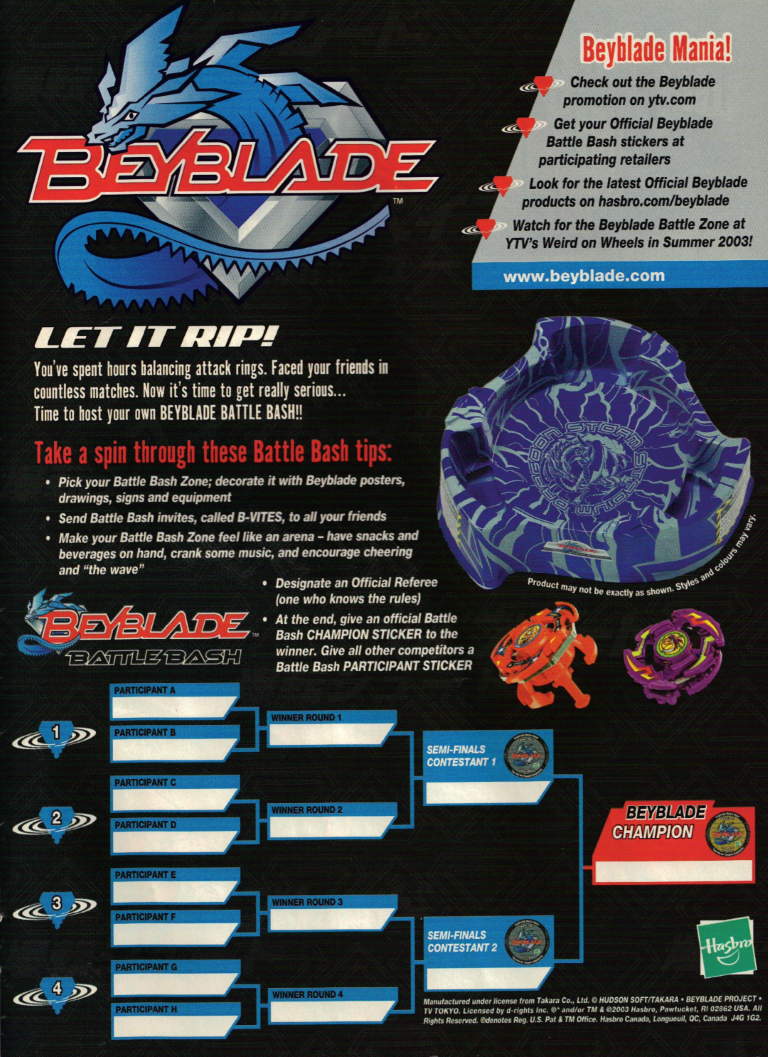 BEYBLADE
TM
Beyblade Mania!
Check out the Beyblade
promotion on ytv.com
Get your Official Beyblade
Battle Bash stickers at
participating retailers
Look for the latest Official Beyblade
products on hasbro.com/beyblade
Watch for the Beyblade Battle Zone at
YTV's Weird on Wheels in Summer 2003!
www.beyblade.com
LET IT RIP!
You've spent hours balancing attack rings. Faced your friends in
countless matches. Now it's time to get really serious...
Time to host your own BEYBLADE BATTLE BASH!!
Take a spin through these Battle Bash tips:
• Pick your Battle Bash Zone; decorate it with Beyblade posters,
drawings, signs and equipment
• Send Battle Bash invites, called B-VITES, to all your friends
• Make your Battle Bash Zone feel like an arena – have snacks and
beverages on hand, crank some music, and encourage cheering
and “the wave”
• Designate an Official Referee
(one who knows the rules)
• At the end, give an official Battle
Bash CHAMPION STICKER to the
winner. Give all other competitors a
Battle Bash PARTICIPANT STICKER
DRAGOON STORM
Product may not be exactly as shown. Styles and colours may vary.
BEYBLADE
TM
BATTLE BASH
1
PARTICIPANT A
PARTICIPANT B
WINNER ROUND 1
2
PARTICIPANT C
PARTICIPANT D
WINNER ROUND 2
SEMI-FINALS
CONTESTANT 1
3
PARTICIPANT E
PARTICIPANT F
WINNER ROUND 3
4
PARTICIPANT G
PARTICIPANT H
WINNER ROUND 4
SEMI-FINALS
CONTESTANT 2
BEYBLADE
CHAMPION
Hasbro
Manufactured under license from Takara Co., Ltd. © HUDSON SOFT/TAKARA • BEYBLADE PROJECT •
TV TOKYO. Licensed by d-rights Inc. ®* and/or TM & ©2003 Hasbro, Pawtucket, RI 02862 USA. All
Rights Reserved. ®denotes Reg. U.S. Pat & TM Office. Hasbro Canada, Longueuil, QC, Canada J4G 1G2.